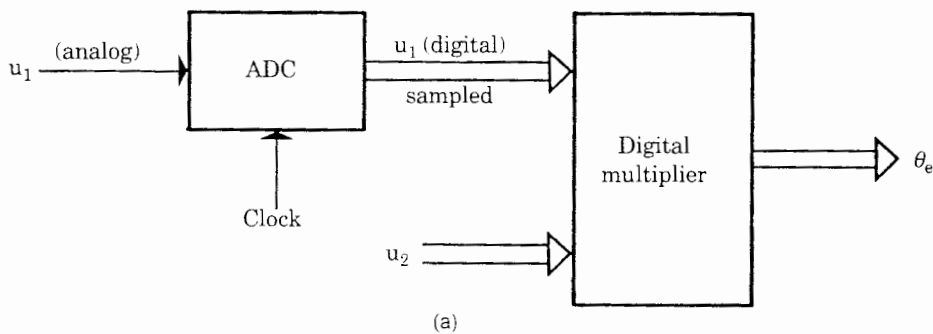 (analog)
u1
ADC
u1 (digital)
sampled
Clock
Digital
multiplier
θe
u2
(a)